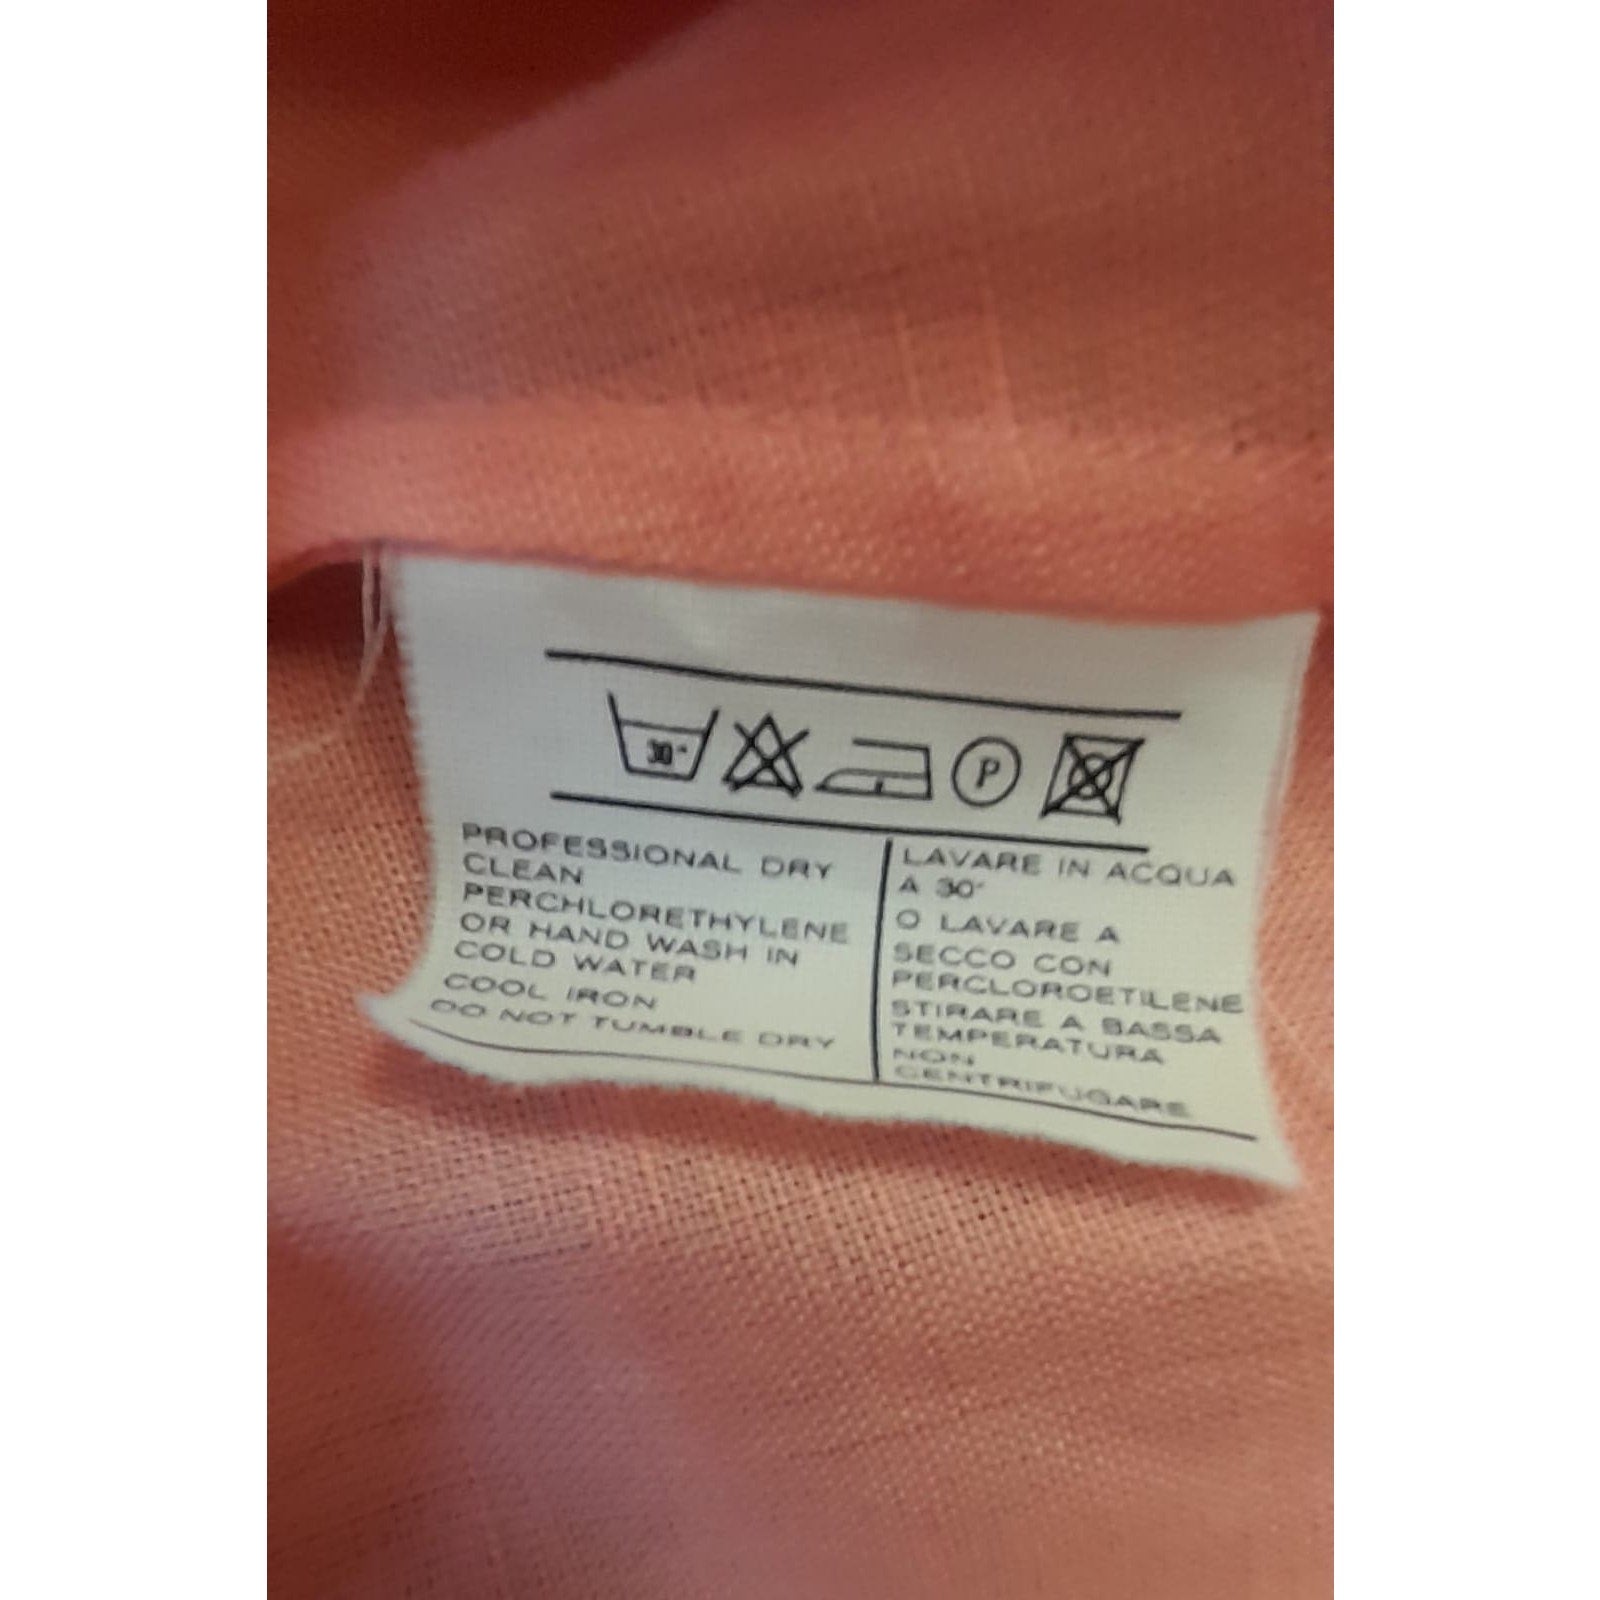 30°
P
PROFESSIONAL DRY
CLEAN
PERCHLORETHYLENE
OR HAND WASH IN
COLD WATER
COOL IRON
DO NOT TUMBLE DRY
LAVARE IN ACQUA
A 30°
O LAVARE A
SECCO CON
PERCLOROETILENE
STIRARE A BASSA
TEMPERATURA
NON
CENTRIFUGARE